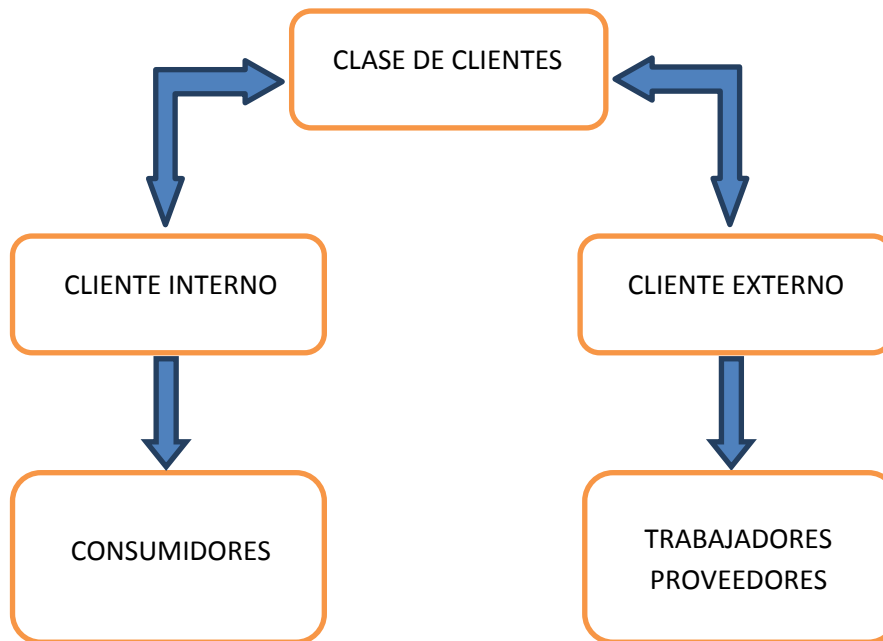 CLASE DE CLIENTES
CLIENTE INTERNO
CLIENTE EXTERNO
CONSUMIDORES
TRABAJADORES
PROVEEDORES